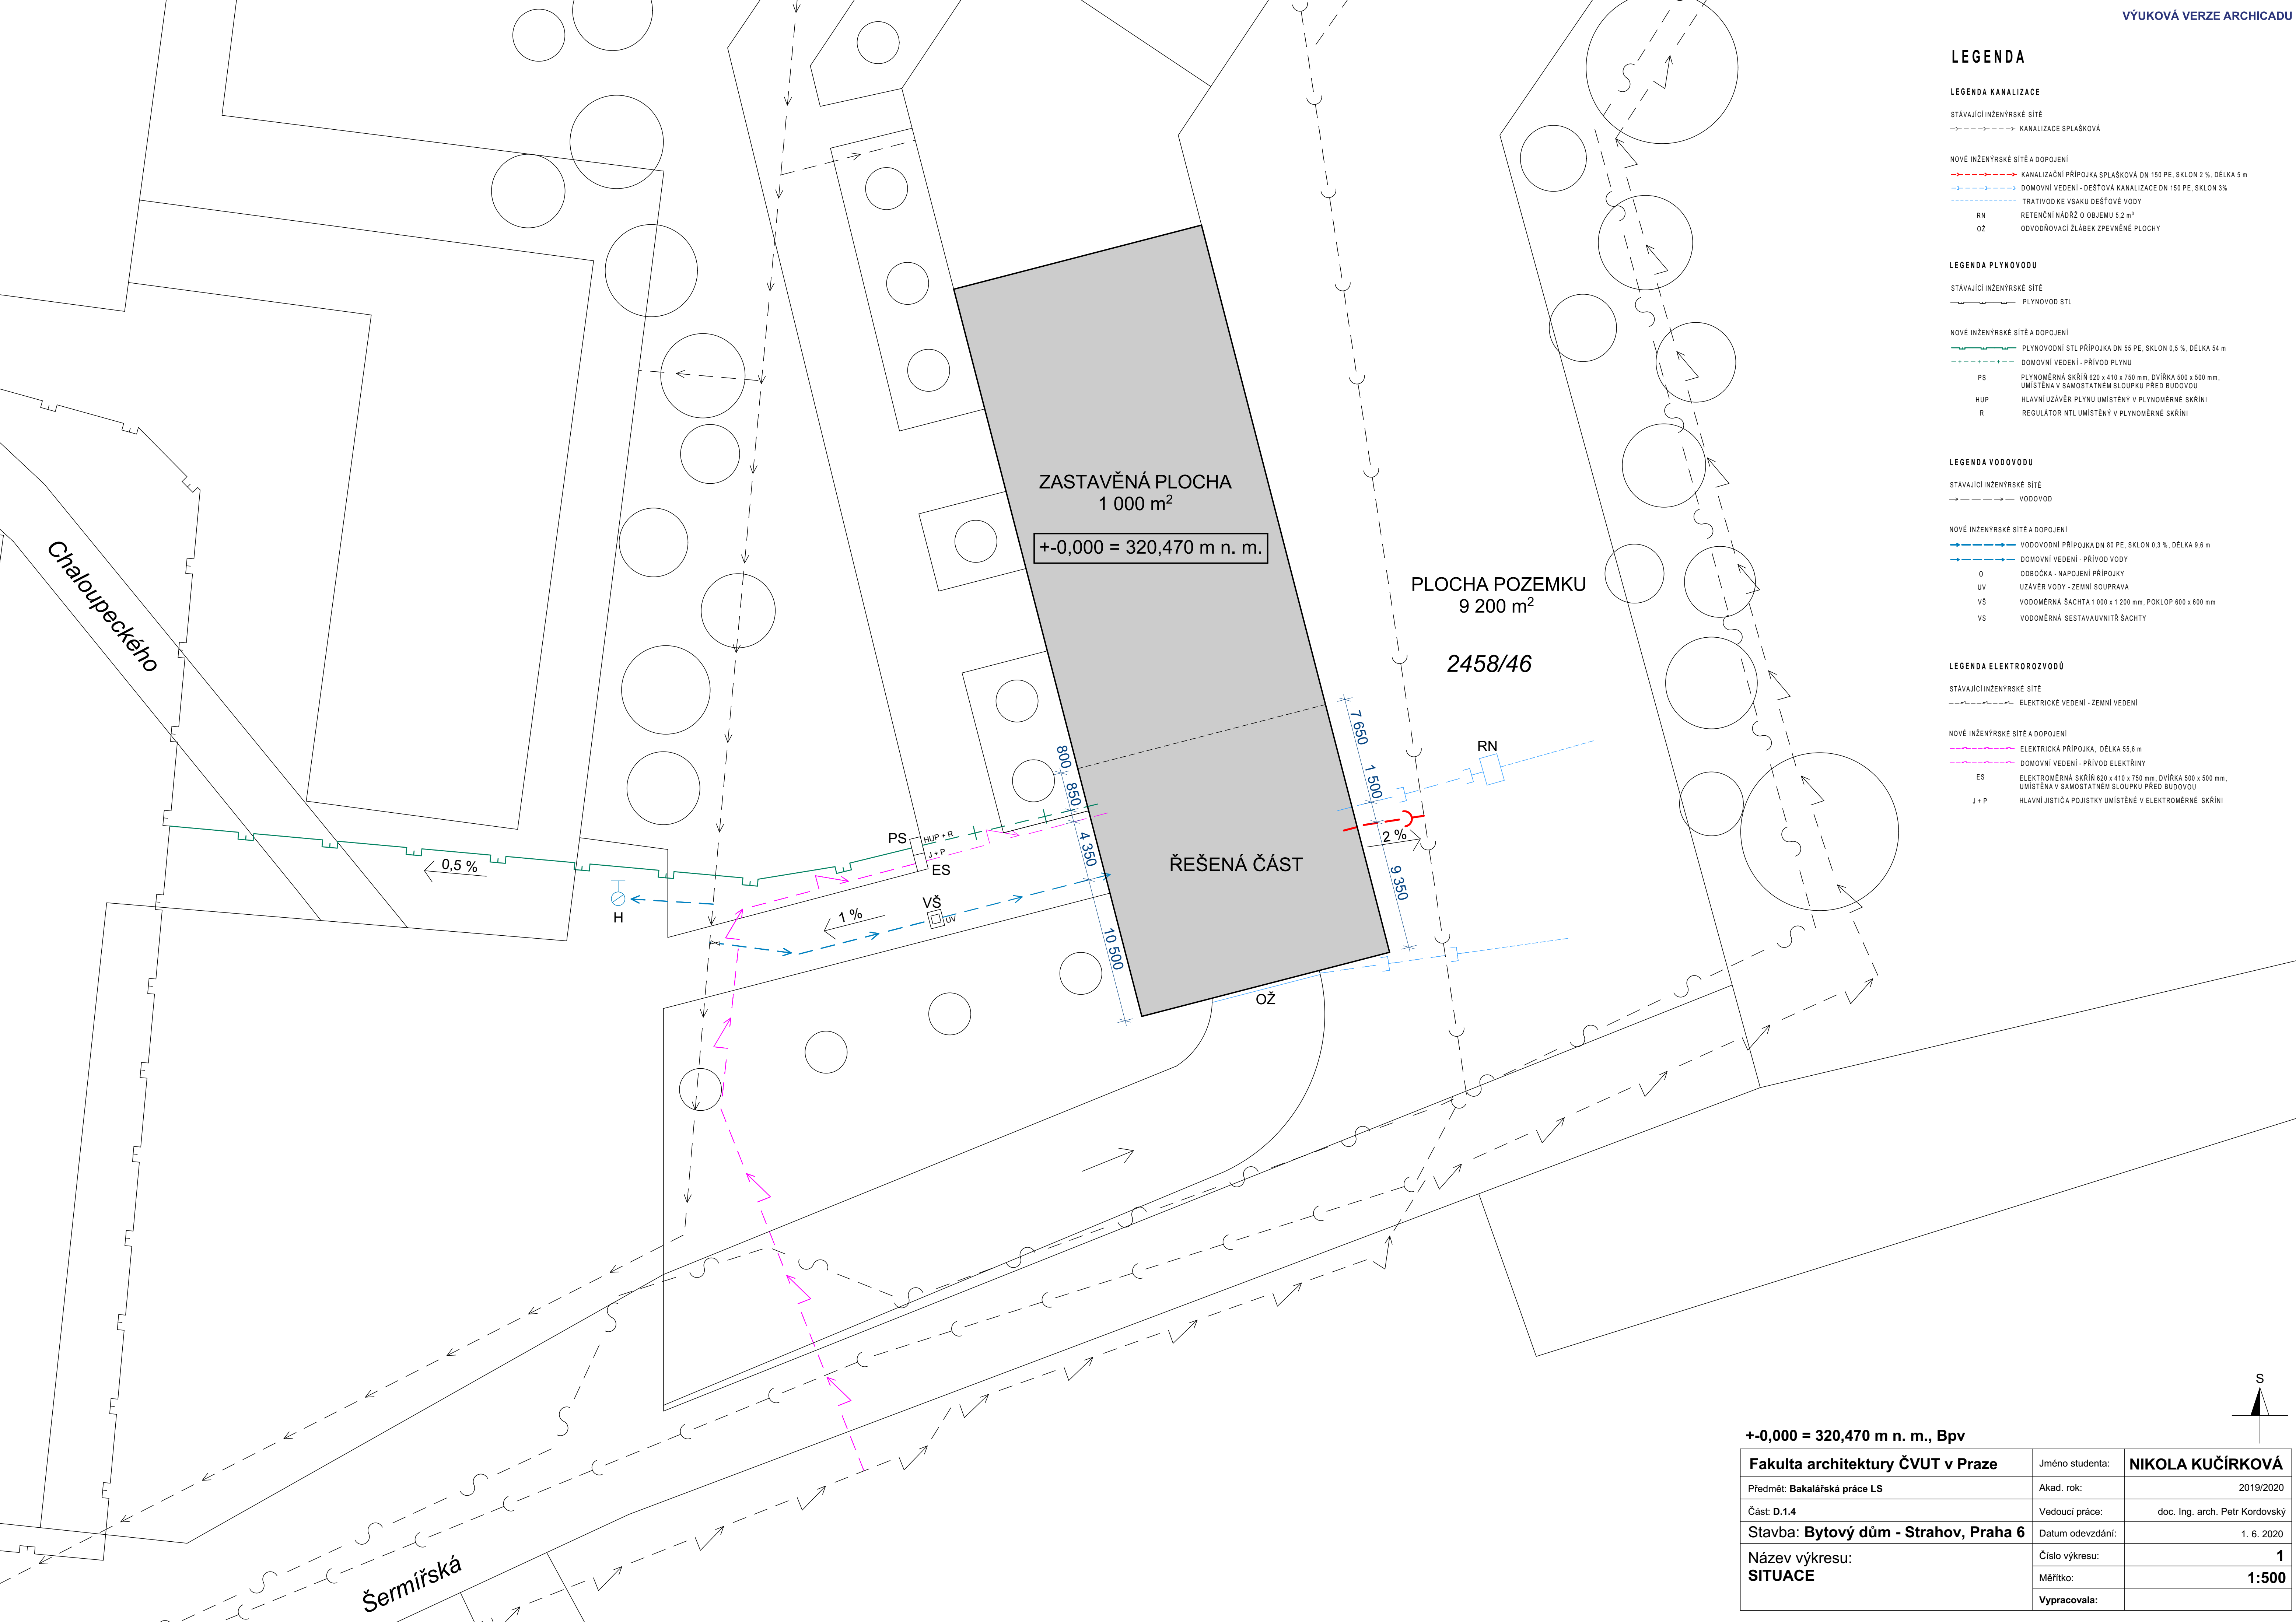 VÝUKOVÁ VERZE ARCHICADU
LEGENDA
LEGENDA KANALIZACE
STÁVAJÍCÍ INŽENÝRSKÉ SÍTĚ
KANALIZACE SPLAŠKOVÁ
NOVÉ INŽENÝRSKÉ SÍTĚ A DOPOJENÍ
KANALIZAČNÍ PŘÍPOJKA SPLAŠKOVÁ DN 150 PE, SKLON 2 %, DÉLKA 5 m
DOMOVNÍ VEDENÍ - DEŠŤOVÁ KANALIZACE DN 150 PE, SKLON 3%
TRATIVOD KE VSAKU DEŠŤOVÉ VODY
RN RETENČNÍ NÁDRŽ O OBJEMU 5,2 m³
OŽ ODVODŇOVACÍ ŽLÁBEK ZPEVNĚNÉ PLOCHY
LEGENDA PLYNOVODU
STÁVAJÍCÍ INŽENÝRSKÉ SÍTĚ
PLYNOVOD STL
NOVÉ INŽENÝRSKÉ SÍTĚ A DOPOJENÍ
PLYNOVODNÍ STL PŘÍPOJKA DN 55 PE, SKLON 0,5 %, DÉLKA 54 m
DOMOVNÍ VEDENÍ - PŘÍVOD PLYNU
PS PLYNOMĚRNÁ SKŘÍŇ 620 x 410 x 750 mm, DVÍŘKA 500 x 500 mm,
UMÍSTĚNA V SAMOSTATNÉM SLOUPKU PŘED BUDOVOU
HUP HLAVNÍ UZÁVĚR PLYNU UMÍSTĚNÝ V PLYNOMĚRNÉ SKŘÍNI
R REGULÁTOR NTL UMÍSTĚNÝ V PLYNOMĚRNÉ SKŘÍNI
LEGENDA VODOVODU
STÁVAJÍCÍ INŽENÝRSKÉ SÍTĚ
VODOVOD
NOVÉ INŽENÝRSKÉ SÍTĚ A DOPOJENÍ
VODOVODNÍ PŘÍPOJKA DN 80 PE, SKLON 0,3 %, DÉLKA 9,6 m
DOMOVNÍ VEDENÍ - PŘÍVOD VODY
O ODBOČKA - NAPOJENÍ PŘÍPOJKY
UV UZÁVĚR VODY - ZEMNÍ SOUPRAVA
VŠ VODOMĚRNÁ ŠACHTA 1 000 x 1 200 mm, POKLOP 600 x 600 mm
VS VODOMĚRNÁ SESTAVA UVNITŘ ŠACHTY
LEGENDA ELEKTROROZVODŮ
STÁVAJÍCÍ INŽENÝRSKÉ SÍTĚ
ELEKTRICKÉ VEDENÍ - ZEMNÍ VEDENÍ
NOVÉ INŽENÝRSKÉ SÍTĚ A DOPOJENÍ
ELEKTRICKÁ PŘÍPOJKA, DÉLKA 55,6 m
DOMOVNÍ VEDENÍ - PŘÍVOD ELEKTŘINY
ES ELEKTROMĚRNÁ SKŘÍŇ 620 x 410 x 750 mm, DVÍŘKA 500 x 500 mm,
UMÍSTĚNA V SAMOSTATNÉM SLOUPKU PŘED BUDOVOU
J + P HLAVNÍ JISTIČ A POJISTKY UMÍSTĚNÉ V ELEKTROMĚRNÉ SKŘÍNI
ZASTAVĚNÁ PLOCHA
1 000 m²
+-0,000 = 320,470 m n. m.
PLOCHA POZEMKU
9 200 m²
2458/46
Chaloupeckého
7 650
1 500
9 350
RN
2 %
800
850
4 350
10 500
PS
HUP + R
J + P
ES
ŘEŠENÁ ČÁST
0,5 %
H
1 %
VŠ
UV
OŽ
Šermířská
S
+-0,000 = 320,470 m n. m., Bpv
Fakulta architektury ČVUT v Praze
Jméno studenta: NIKOLA KUČÍRKOVÁ
Předmět: Bakalářská práce LS
Akad. rok: 2019/2020
Část: D.1.4
Vedoucí práce: doc. Ing. arch. Petr Kordovský
Stavba: Bytový dům - Strahov, Praha 6
Datum odevzdání: 1. 6. 2020
Název výkresu:
SITUACE
Číslo výkresu: 1
Měřítko: 1:500
Vypracovala: